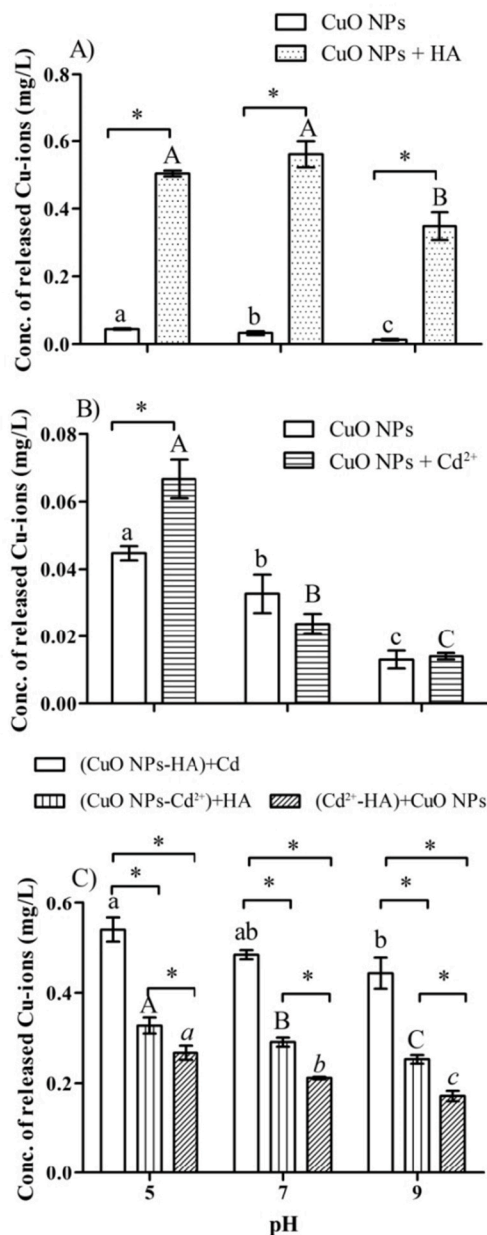 A)
CuO NPs
CuO NPs + HA
Conc. of released Cu-ions (mg/L)
0.8
0.6
0.4
0.2
0.0
* * *
A A B
a b c
B)
CuO NPs
CuO NPs + Cd²⁺
Conc. of released Cu-ions (mg/L)
0.08
0.06
0.04
0.02
0.00
*
A
a b B c C
(CuO NPs-HA)+Cd
(CuO NPs-Cd²⁺)+HA (Cd²⁺-HA)+CuO NPs
C)
Conc. of released Cu-ions (mg/L)
0.6
0.4
0.2
0.0
* * *
* * *
* * *
a ab b
A a B b C c
5 7 9
pH